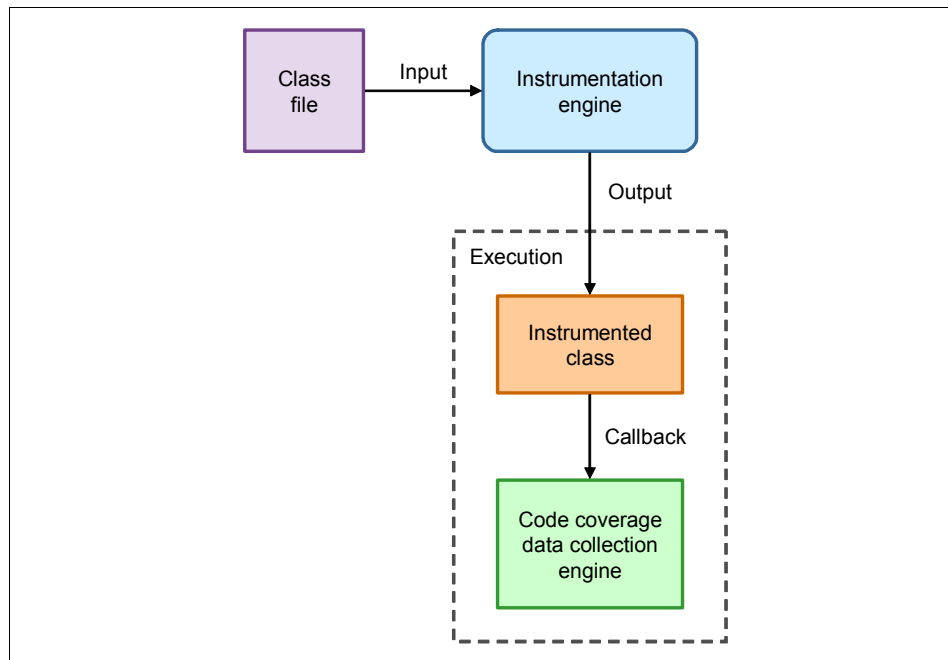 Class
file
Input
Instrumentation
engine
Output
Execution
Instrumented
class
Callback
Code coverage
data collection
engine